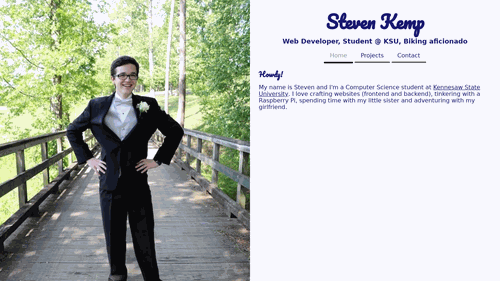 Steven Kemp
Web Developer, Student @ KSU, Biking aficionado
Home Projects Contact
Howdy!
My name is Steven and I'm a Computer Science student at Kennesaw State
University. I love crafting websites (frontend and backend), tinkering with a
Raspberry Pi, spending time with my little sister and adventuring with my
girlfriend.